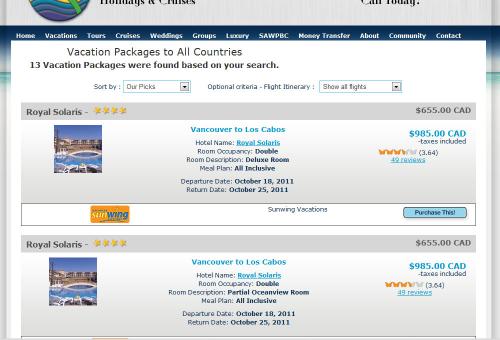 Holidays & Cruises
Call Today!
Home Vacations Tours Cruises Weddings Groups Luxury SAWPBC Money Transfer About Community Contact
Vacation Packages to All Countries
13 Vacation Packages were found based on your search.
Sort by : Our Picks Optional criteria - Flight Itinerary : Show all flights
Royal Solaris - $655.00 CAD
Vancouver to Los Cabos
$985.00 CAD
-taxes included
Hotel Name: Royal Solaris
Room Occupancy: Double
(3.64)
Room Description: Deluxe Room
49 reviews
Meal Plan: All Inclusive
Departure Date: October 18, 2011
Return Date: October 25, 2011
sunwing
Sunwing Vacations
Purchase This!
Royal Solaris - $655.00 CAD
Vancouver to Los Cabos
$985.00 CAD
-taxes included
Hotel Name: Royal Solaris
Room Occupancy: Double
(3.64)
Room Description: Partial Oceanview Room
49 reviews
Meal Plan: All Inclusive
Departure Date: October 18, 2011
Return Date: October 25, 2011